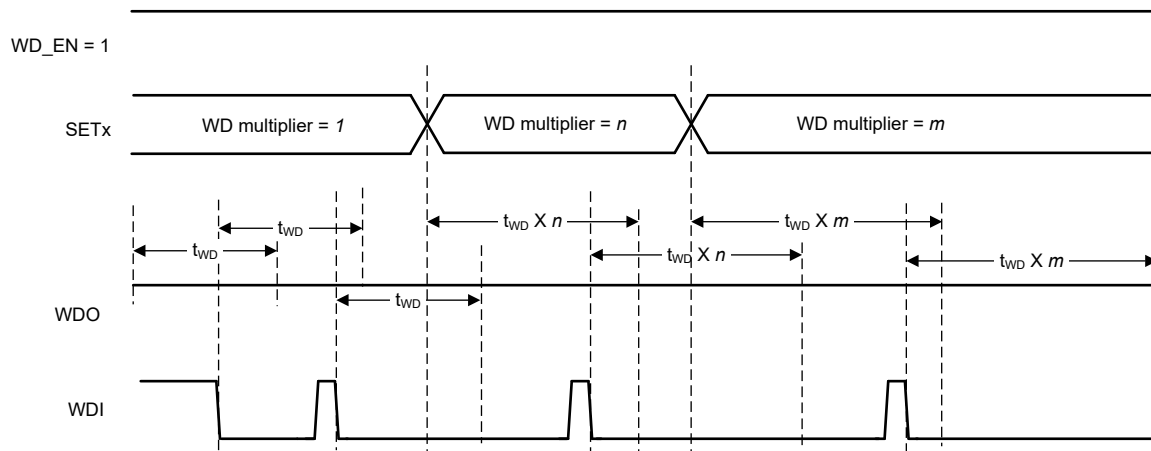 WD_EN = 1
SETx
WD multiplier = 1
WD multiplier = n
WD multiplier = m
tWD
tWD X n
tWD X m
tWD
tWD X n
tWD X m
tWD
WDO
WDI